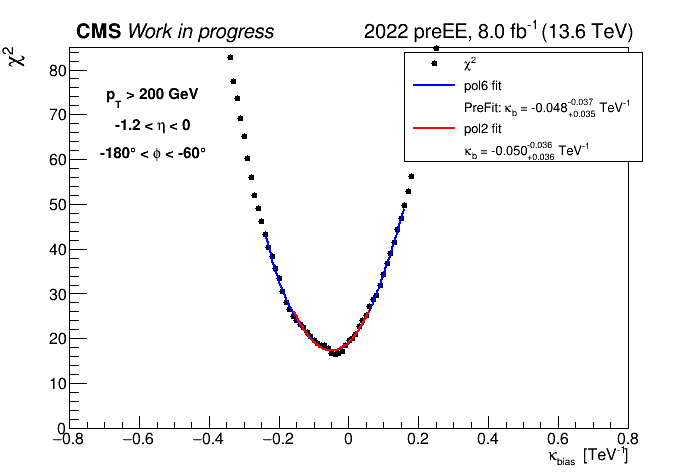 CMS Work in progress 2022 preEE, 8.0 fb⁻¹ (13.6 TeV)
χ²
80
70
60
50
40
30
20
10
0
p_T > 200 GeV
-1.2 < η < 0
-180° < ϕ < -60°
χ²
pol6 fit
PreFit: κ_b = -0.048 -0.037 +0.035 TeV⁻¹
pol2 fit
κ_b = -0.050 -0.036 +0.036 TeV⁻¹
−0.8 −0.6 −0.4 −0.2 0 0.2 0.4 0.6 0.8
κ_bias [TeV⁻¹]